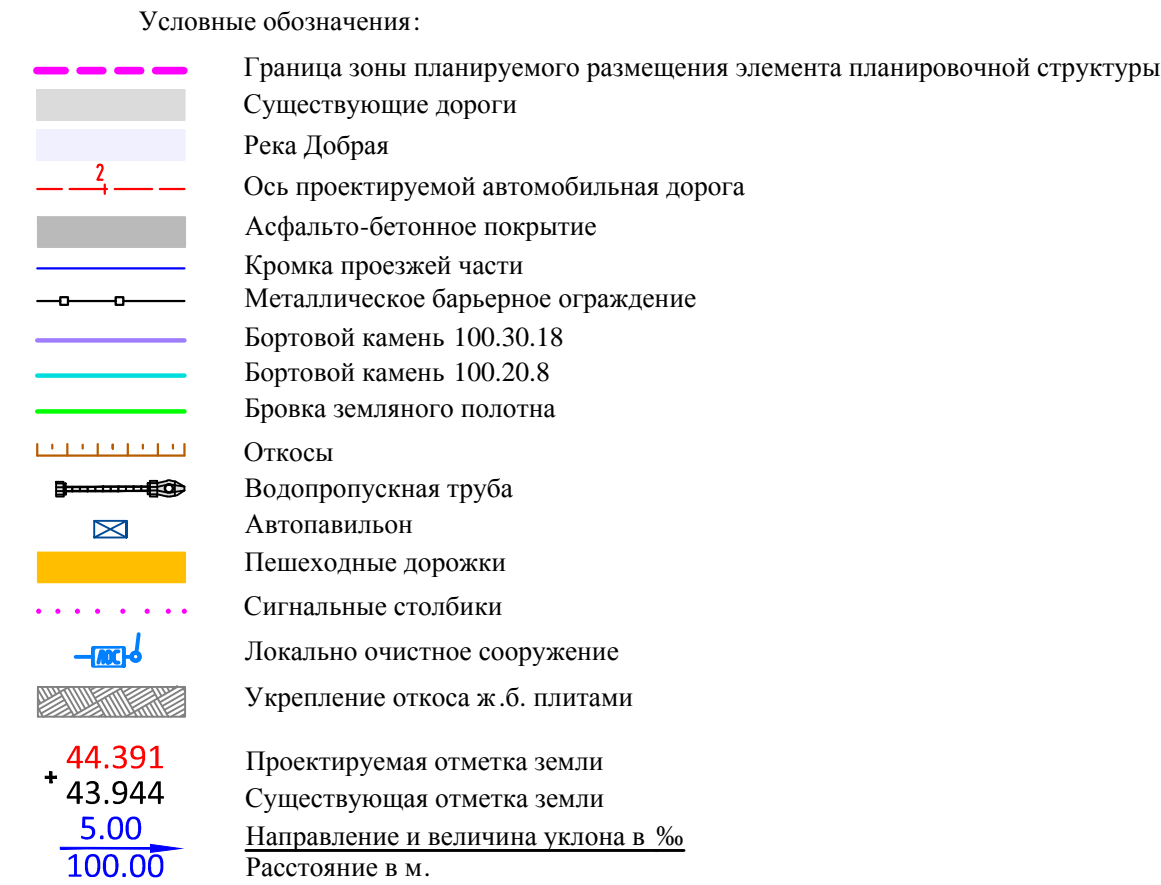 Условные обозначения:
Граница зоны планируемого размещения элемента планировочной структуры
Существующие дороги
Река Добрая
2 Ось проектируемой автомобильная дорога
Асфальто-бетонное покрытие
Кромка проезжей части
Металлическое барьерное ограждение
Бортовой камень 100.30.18
Бортовой камень 100.20.8
Бровка земляного полотна
Откосы
Водопропускная труба
Автопавильон
Пешеходные дорожки
Сигнальные столбики
ЛОС Локально очистное сооружение
Укрепление откоса ж.б. плитами
44.391 Проектируемая отметка земли
+ 43.944 Существующая отметка земли
5.00 Направление и величина уклона в ‰
100.00 Расстояние в м.